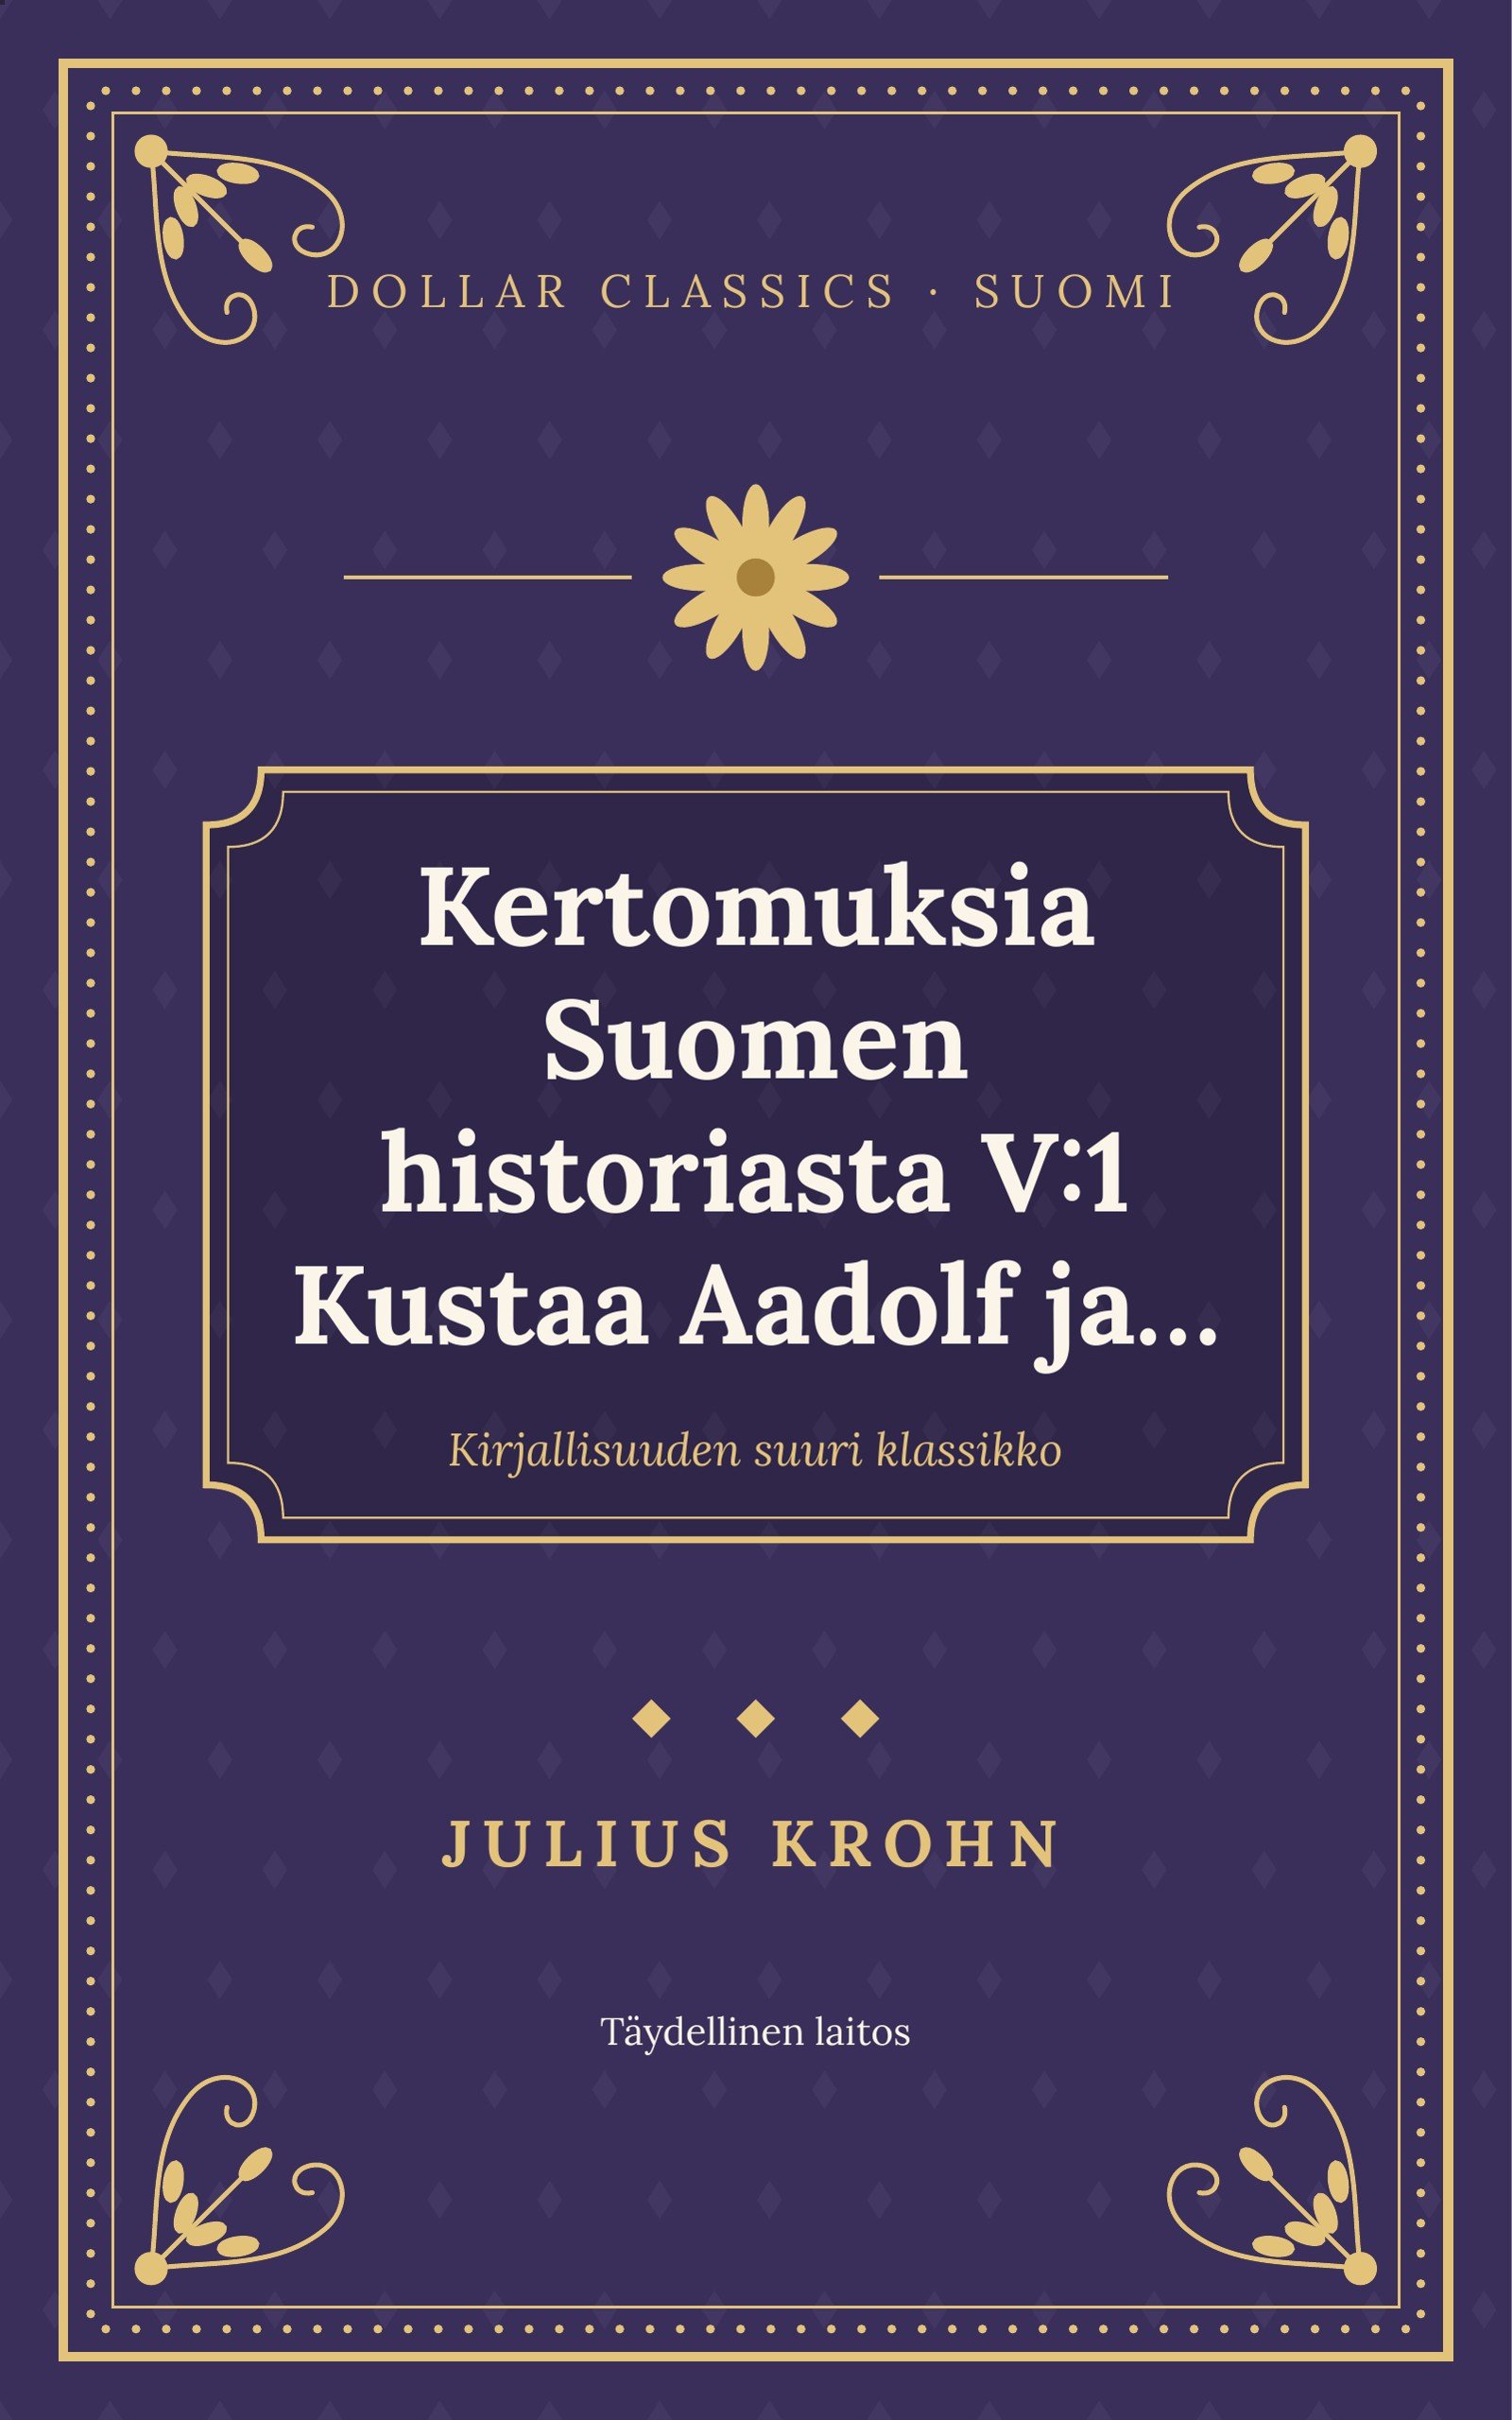 DOLLAR CLASSICS · SUOMI
Kertomuksia
Suomen
historiasta V:1
Kustaa Aadolf ja...
Kirjallisuuden suuri klassikko
JULIUS KROHN
Täydellinen laitos